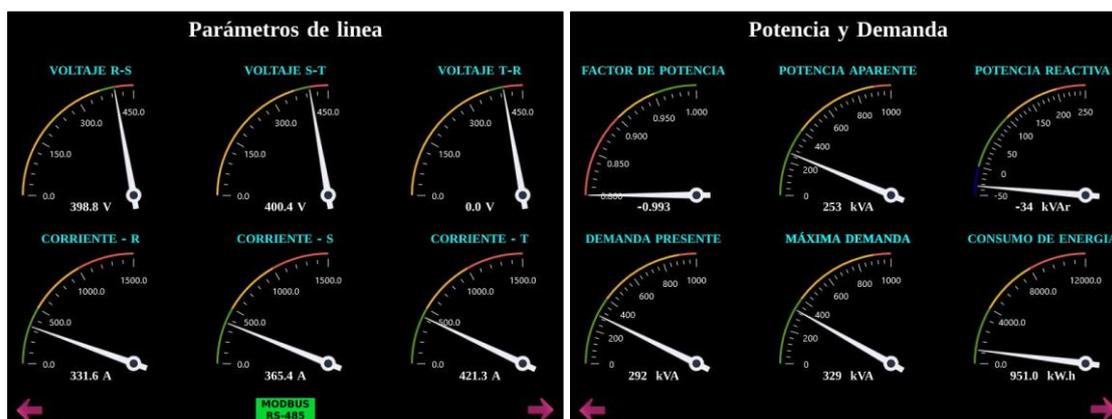 Parámetros de linea
VOLTAJE R-S
VOLTAJE S-T
VOLTAJE T-R
0.0
150.0
300.0
450.0
398.8 V
0.0
150.0
300.0
450.0
400.4 V
0.0
150.0
300.0
450.0
0.0 V
CORRIENTE - R
CORRIENTE - S
CORRIENTE - T
0.0
500.0
1000.0
1500.0
331.6 A
0.0
500.0
1000.0
1500.0
365.4 A
0.0
500.0
1000.0
1500.0
421.3 A
MODBUS
RS-485
Potencia y Demanda
FACTOR DE POTENCIA
POTENCIA APARENTE
POTENCIA REACTIVA
0.800
0.850
0.900
0.950
1.000
-0.993
0
200
400
600
800
1000
253 kVA
-50
0
50
100
200
250
-34 kVAr
DEMANDA PRESENTE
MÁXIMA DEMANDA
CONSUMO DE ENERGIA
0
200
400
600
800
1000
292 kVA
0
200
400
600
800
1000
329 kVA
0.0
4000.0
8000.0
12000.0
951.0 kW.h